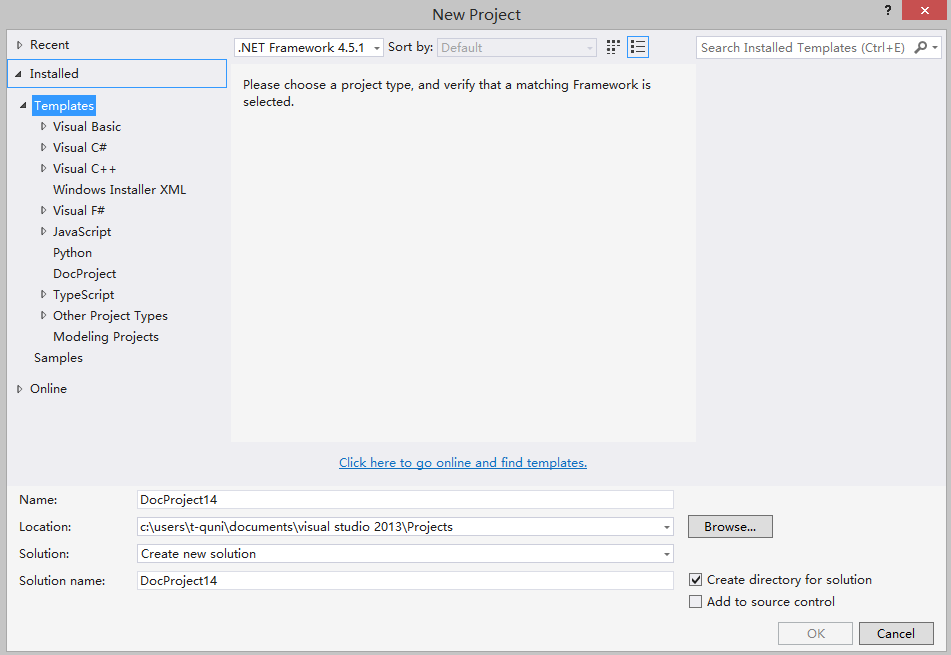 New Project
?
Recent
.NET Framework 4.5.1
Sort by:
Default
Search Installed Templates (Ctrl+E)
Installed
Templates
Visual Basic
Visual C#
Visual C++
Windows Installer XML
Visual F#
JavaScript
Python
DocProject
TypeScript
Other Project Types
Modeling Projects
Samples
Online
Please choose a project type, and verify that a matching Framework is
selected.
Click here to go online and find templates.
Name:
DocProject14
Location:
c:\users\t-quni\documents\visual studio 2013\Projects
Browse...
Solution:
Create new solution
Solution name:
DocProject14
Create directory for solution
Add to source control
OK
Cancel